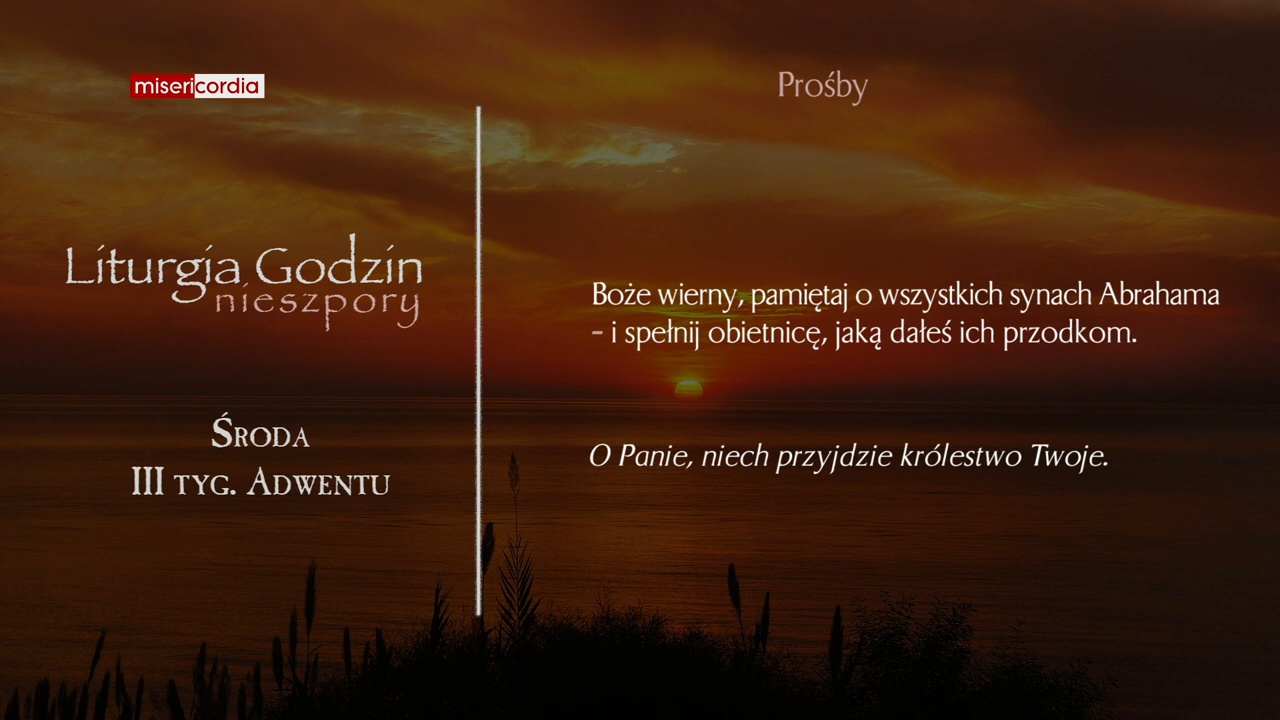 misericordia
Prośby
Liturgia Godzin
nieszpory
Boże wierny, pamiętaj o wszystkich synach Abrahama
– i spełnij obietnicę, jaką dałeś ich przodkom.
Środa
III tyg. Adwentu
O Panie, niech przyjdzie królestwo Twoje.